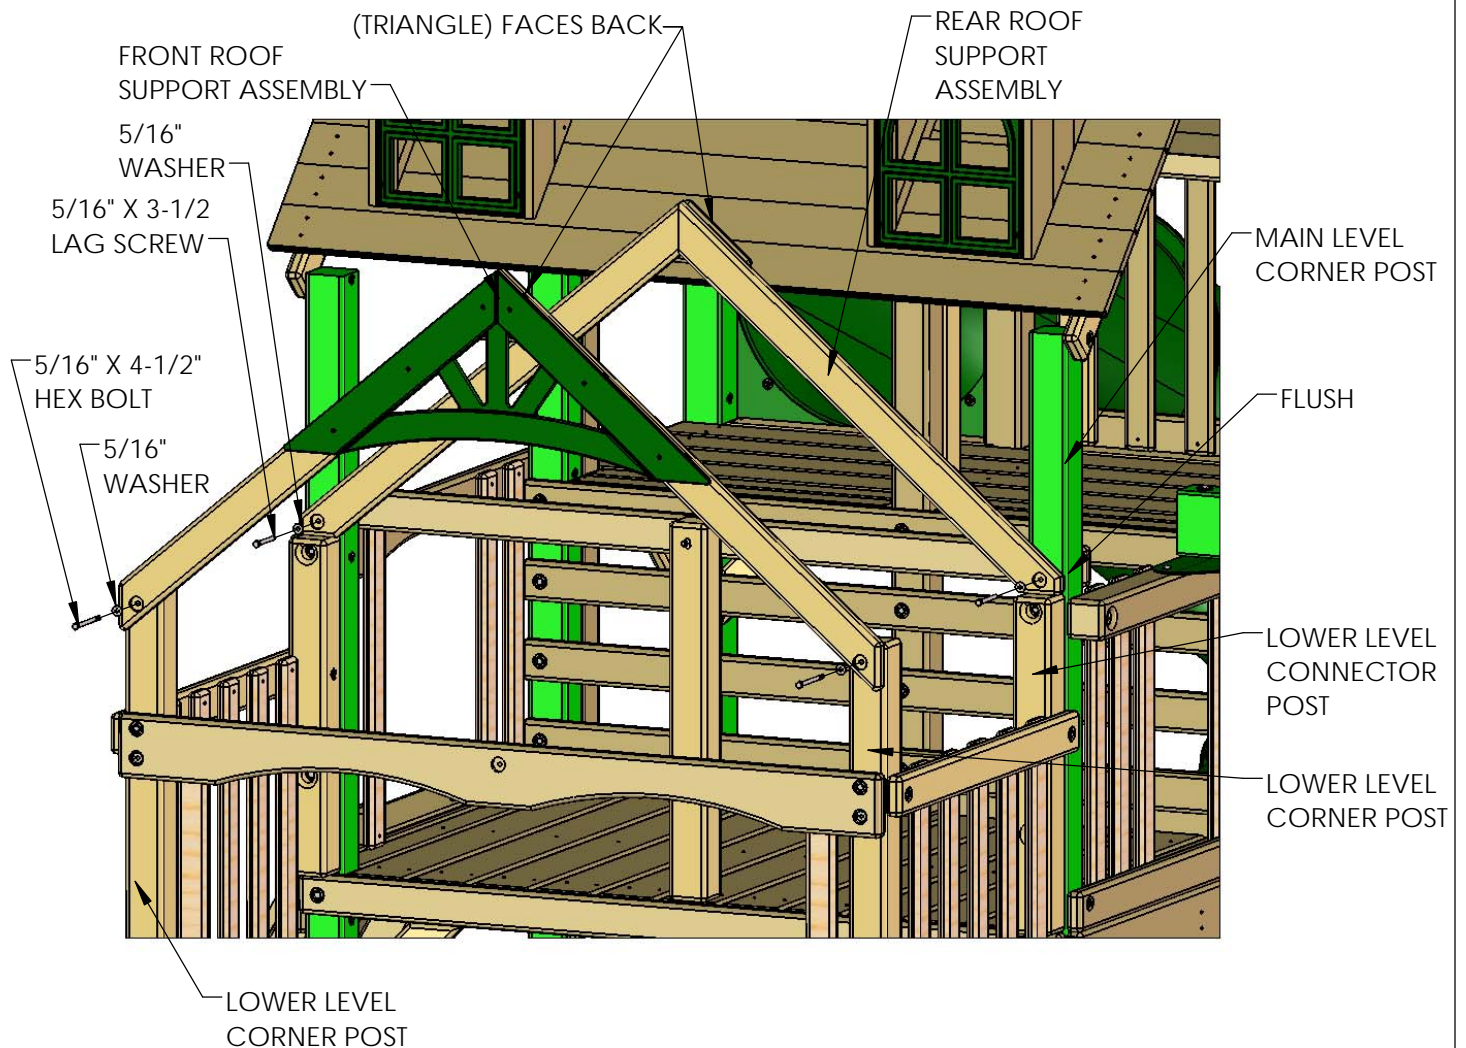 (TRIANGLE) FACES BACK
REAR ROOF
SUPPORT
ASSEMBLY
FRONT ROOF
SUPPORT ASSEMBLY
5/16"
WASHER
5/16" X 3-1/2
LAG SCREW
MAIN LEVEL
CORNER POST
5/16" X 4-1/2"
HEX BOLT
FLUSH
5/16"
WASHER
LOWER LEVEL
CONNECTOR
POST
LOWER LEVEL
CORNER POST
LOWER LEVEL
CORNER POST